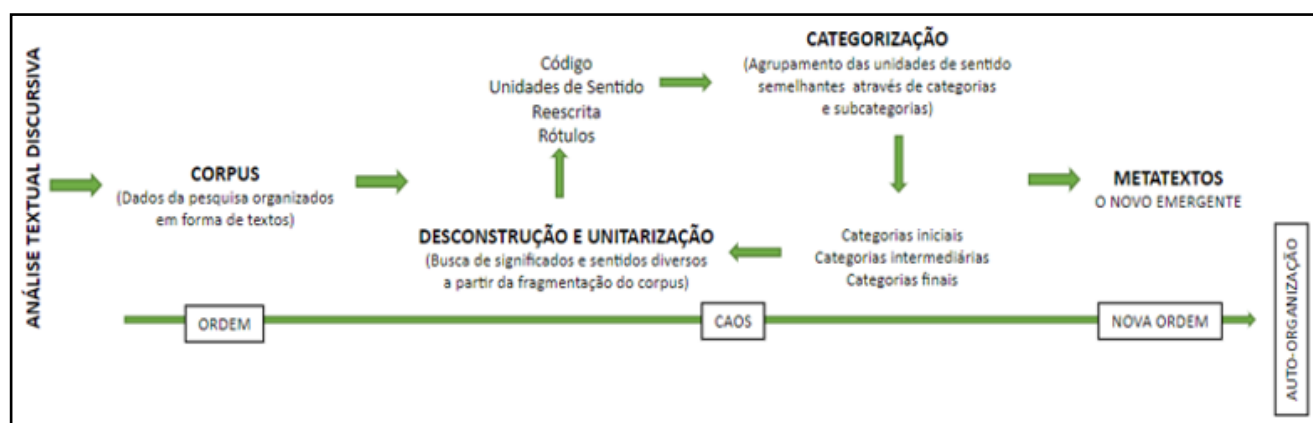 ANÁLISE TEXTUAL DISCURSIVA
CORPUS
(Dados da pesquisa organizados
em forma de textos)
Código
Unidades de Sentido
Reescrita
Rótulos
DESCONSTRUÇÃO E UNITARIZAÇÃO
(Busca de significados e sentidos diversos
a partir da fragmentação do corpus)
CATEGORIZAÇÃO
(Agrupamento das unidades de sentido
semelhantes através de categorias
e subcategorias)
Categorias iniciais
Categorias intermediárias
Categorias finais
METATEXTOS
O NOVO EMERGENTE
ORDEM
CAOS
NOVA ORDEM
AUTO-ORGANIZAÇÃO